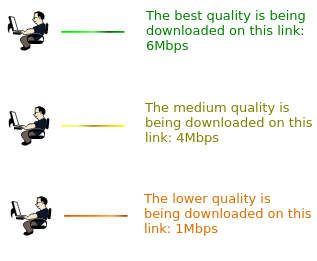 The best quality is being
downloaded on this link:
6Mbps
The medium quality is
being downloaded on this
link: 4Mbps
The lower quality is
being downloaded on this
link: 1Mbps